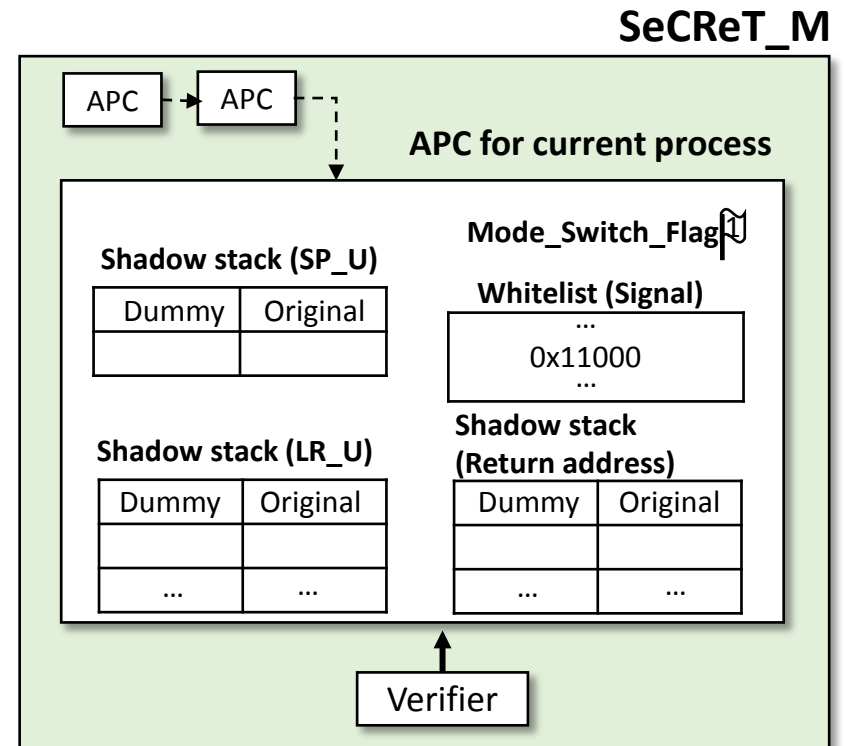 SeCReT_M
APC
APC
APC for current process
Mode_Switch_Flag
1
Shadow stack (SP_U)
Dummy Original
Whitelist (Signal)
...
0x11000
...
Shadow stack (LR_U)
Dummy Original
... ...
Shadow stack
(Return address)
Dummy Original
... ...
Verifier